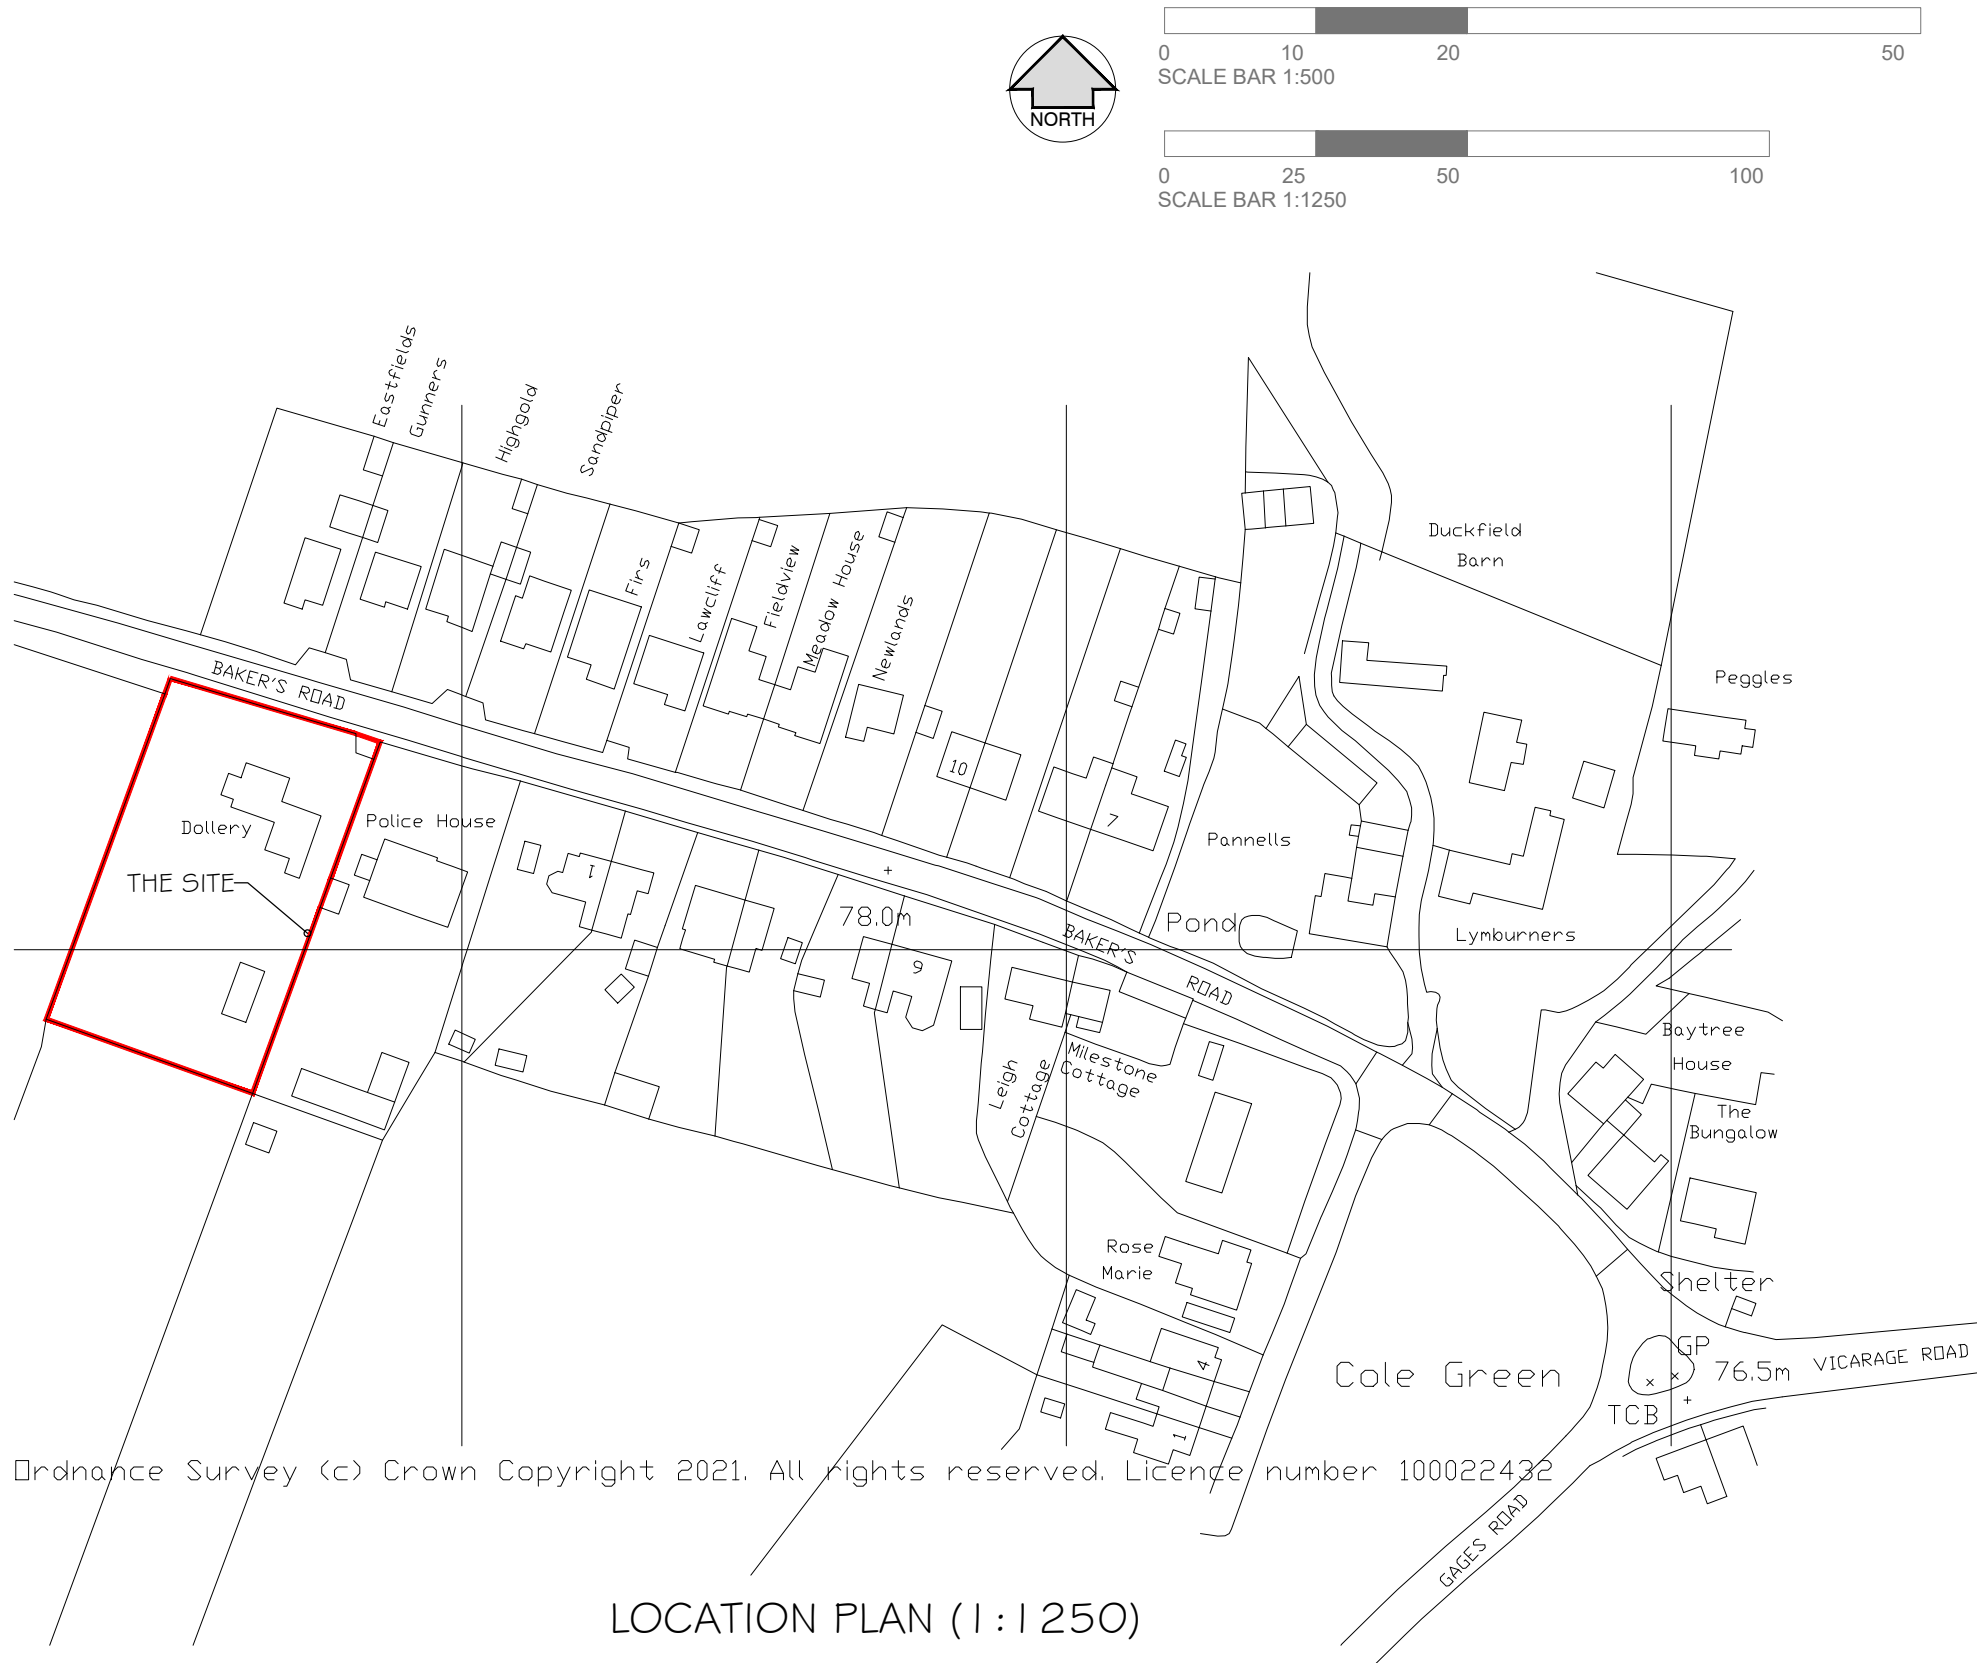 0 10 20 50
SCALE BAR 1:500
NORTH
0 25 50 100
SCALE BAR 1:1250
Eastfields
Gunners
Highgold
Sandpiper
Firs
Lawcliff
Fieldview
Meadow House
Newlands
Duckfield
Barn
Peggles
BAKER'S ROAD
10
7
Dollery
Police House
THE SITE
1
Pannells
78.0m
Pond
Lymburners
BAKER'S
ROAD
9
Leigh
Cottage
Milestone
Cottage
Baytree
House
The
Bungalow
Rose
Marie
Shelter
GP
76.5m
VICARAGE ROAD
4
Cole Green
TCB
1
Ordnance Survey (c) Crown Copyright 2021. All rights reserved. Licence number 100022432
GAGES ROAD
LOCATION PLAN (1:1250)